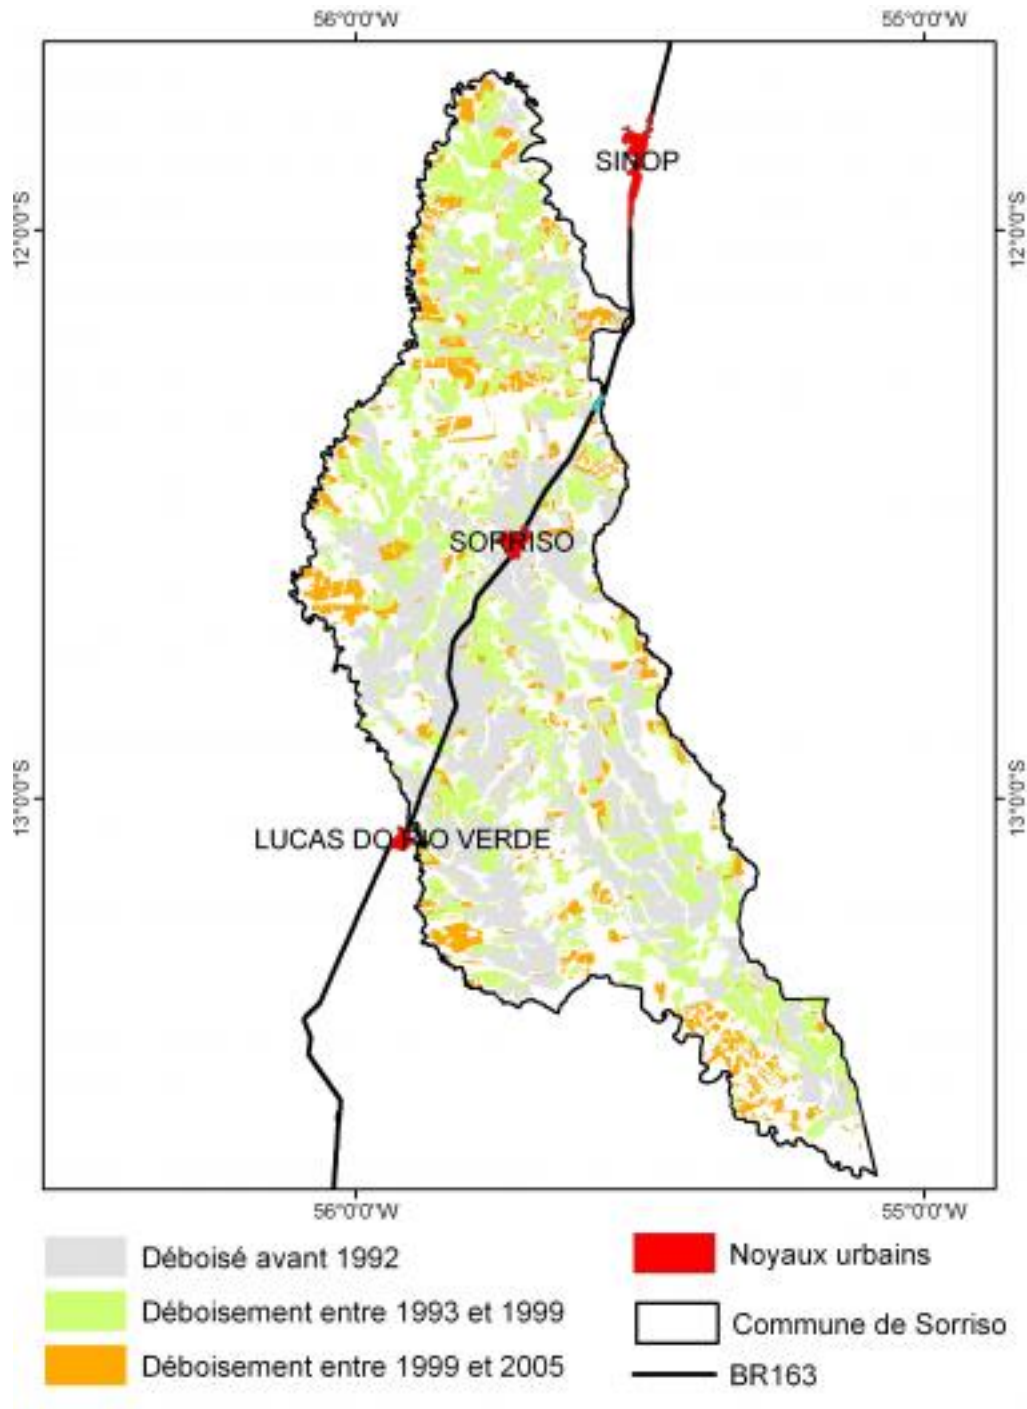 56°0'0"W 55°0'0"W
SINOP
12°0'0"S 12°0'0"S
SORRISO
13°0'0"S 13°0'0"S
LUCAS DO RIO VERDE
56°0'0"W 55°0'0"W
Déboisé avant 1992
Noyaux urbains
Déboisement entre 1993 et 1999
Commune de Sorriso
Déboisement entre 1999 et 2005
BR163